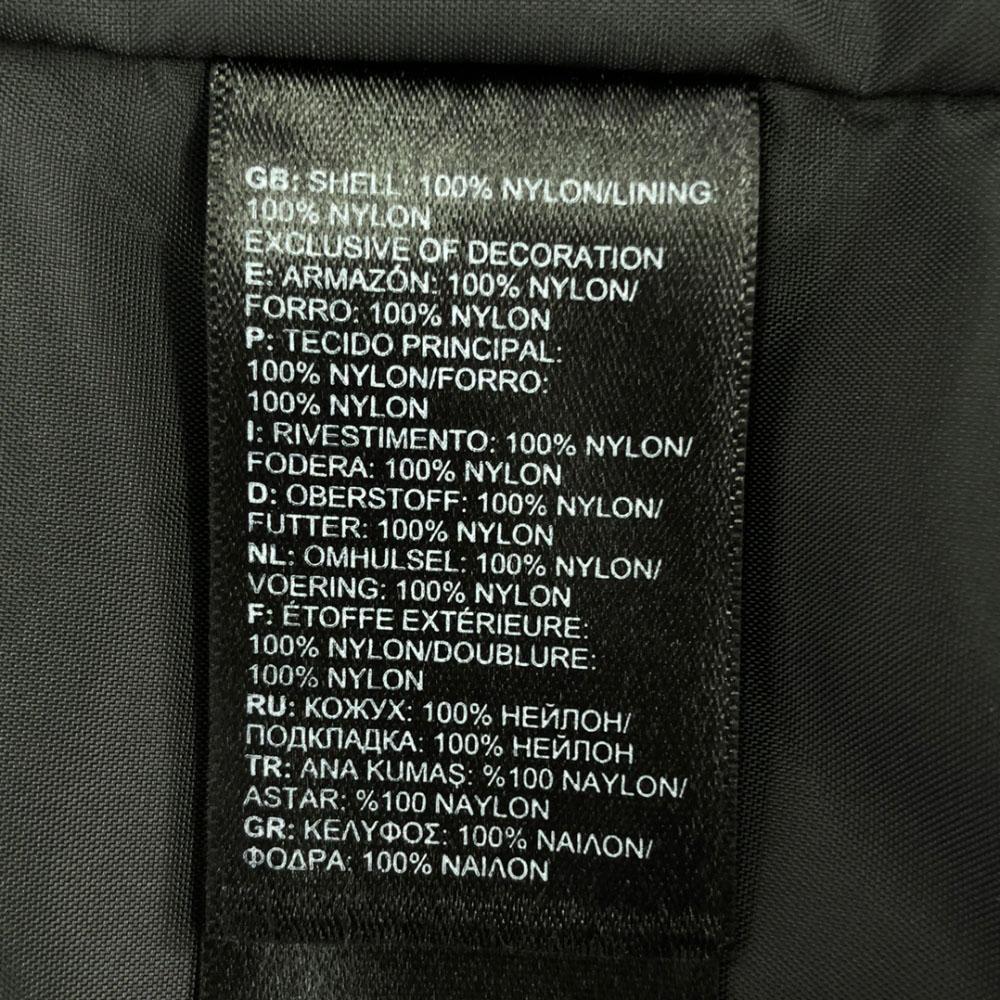 GB: SHELL: 100% NYLON/LINING:
100% NYLON
EXCLUSIVE OF DECORATION
E: ARMAZÓN: 100% NYLON/
FORRO: 100% NYLON
P: TECIDO PRINCIPAL:
100% NYLON/FORRO:
100% NYLON
I: RIVESTIMENTO: 100% NYLON/
FODERA: 100% NYLON
D: OBERSTOFF: 100% NYLON/
FUTTER: 100% NYLON
NL: OMHULSEL: 100% NYLON/
VOERING: 100% NYLON
F: ÉTOFFE EXTÉRIEURE:
100% NYLON/DOUBLURE:
100% NYLON
RU: КОЖУХ: 100% НЕЙЛОН/
ПОДКЛАДКА: 100% НЕЙЛОН
TR: ANA KUMAŞ: %100 NAYLON/
ASTAR: %100 NAYLON
GR: ΚΕΛΥΦΟΣ: 100% ΝΑΙΛΟΝ/
ΦΟΔΡΑ: 100% ΝΑΙΛΟΝ